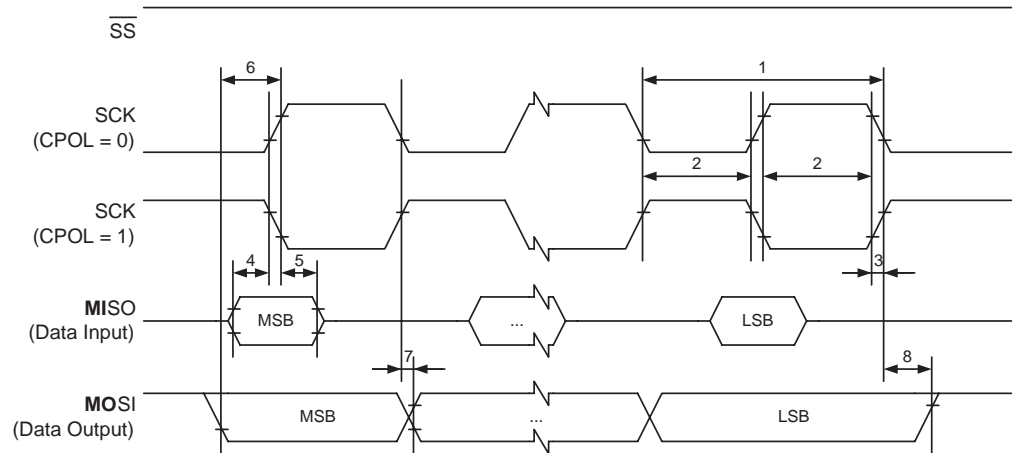 SS
6
1
SCK
(CPOL = 0)
2
2
SCK
(CPOL = 1)
4
5
3
MISO
(Data Input)
MSB
...
LSB
7
8
MOSI
(Data Output)
MSB
...
LSB